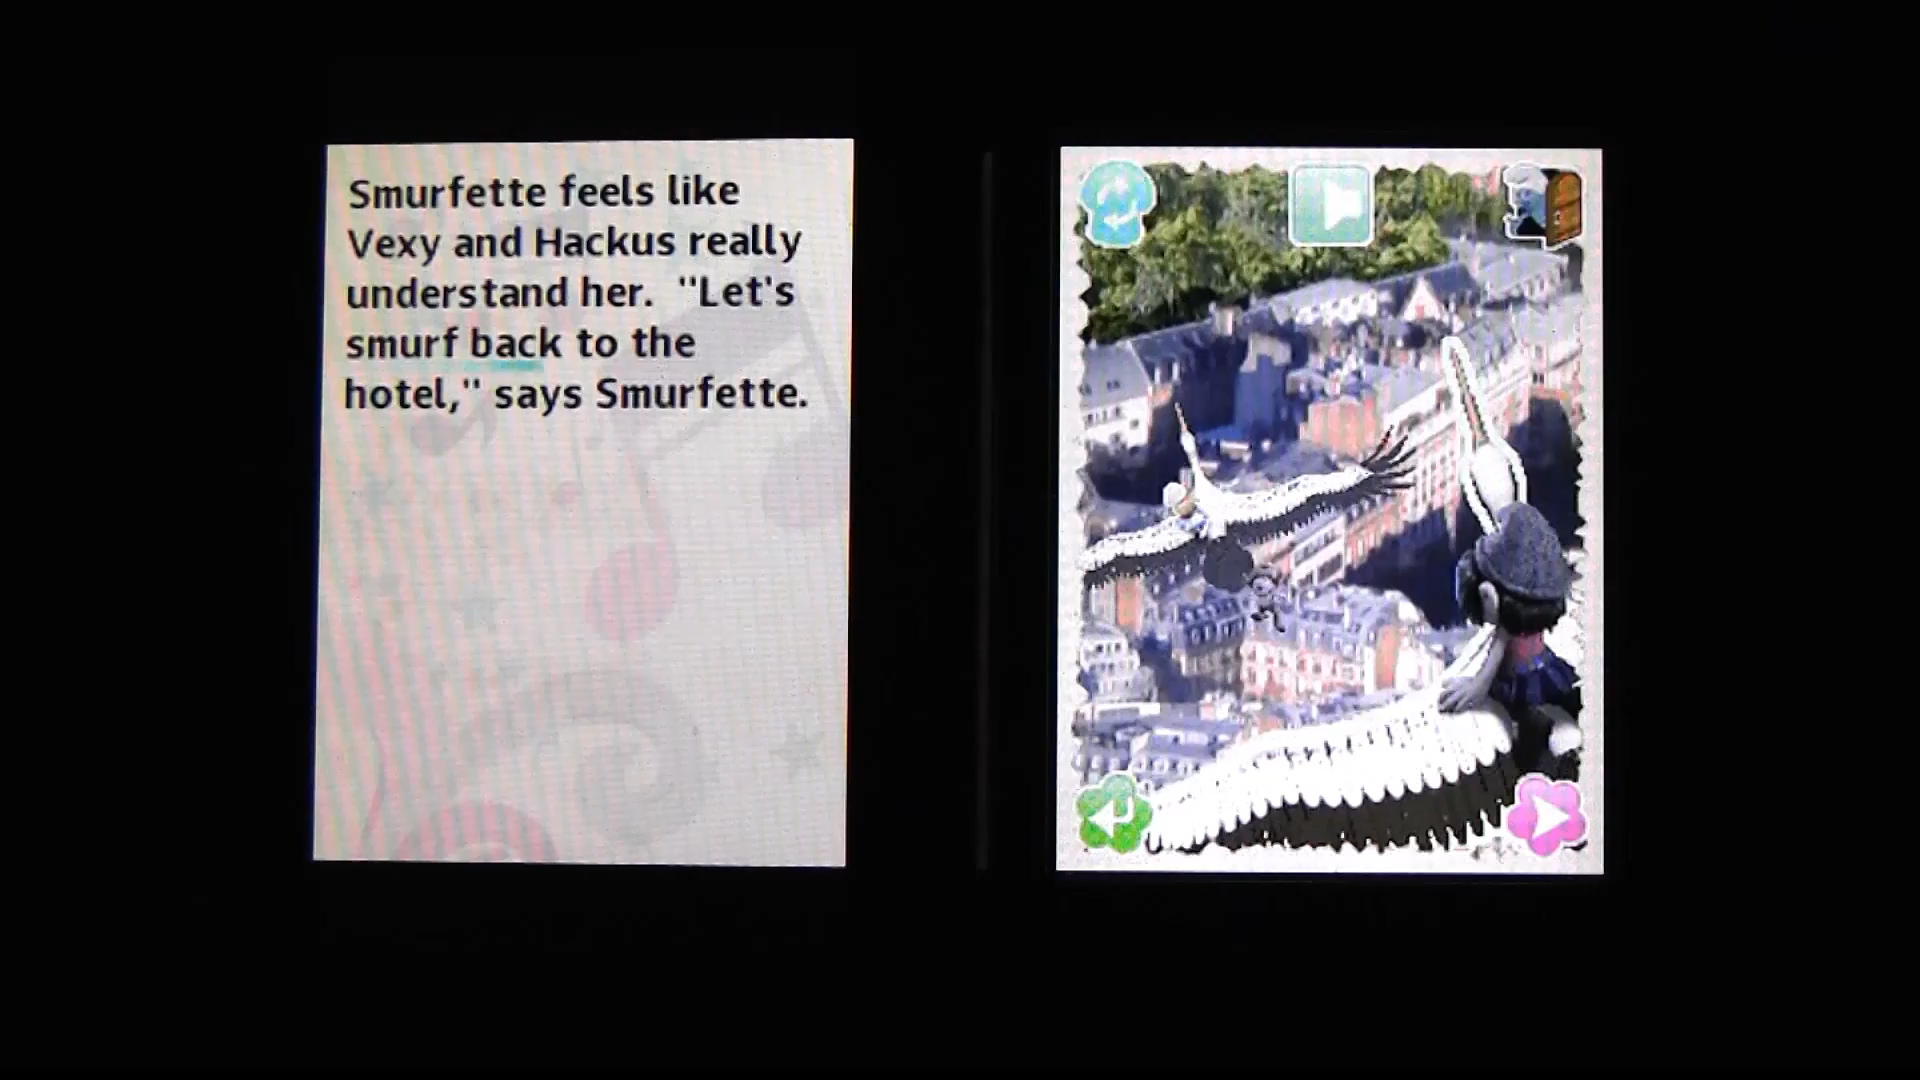 Smurfette feels like
Vexy and Hackus really
understand her.  "Let's
smurf back to the
hotel," says Smurfette.